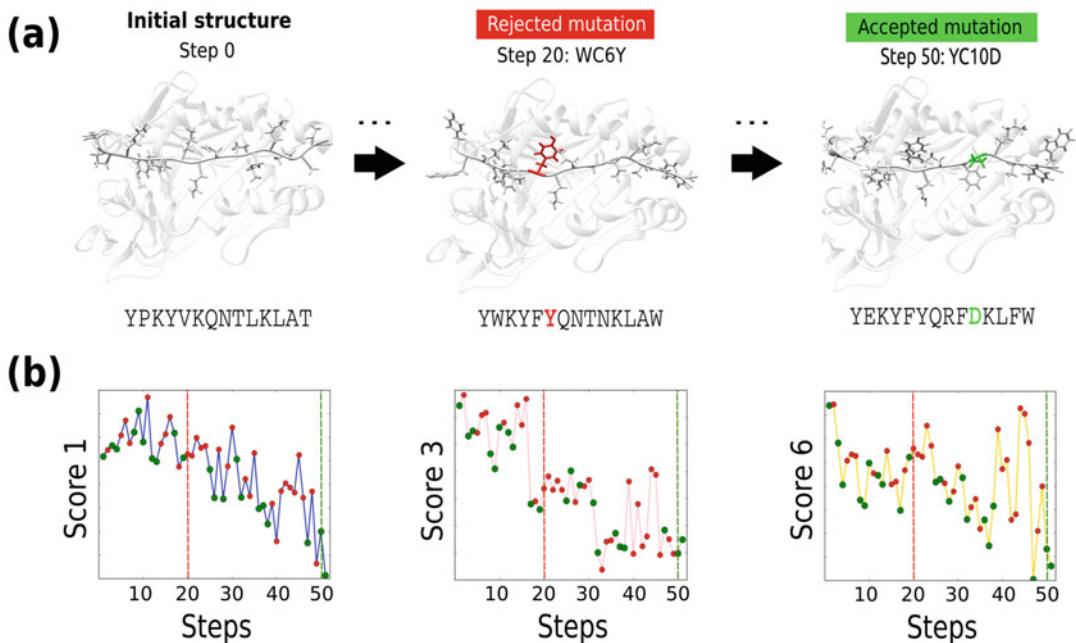 (a)
Initial structure
Step 0
Rejected mutation
Step 20: WC6Y
Accepted mutation
Step 50: YC10D
...
...
YPKYVKQNTLKLAT
YWKYFYQNTNKLAW
YEKYFYQRFDKLFW
(b)
Score 1
10 20 30 40 50
Steps
Score 3
10 20 30 40 50
Steps
Score 6
10 20 30 40 50
Steps